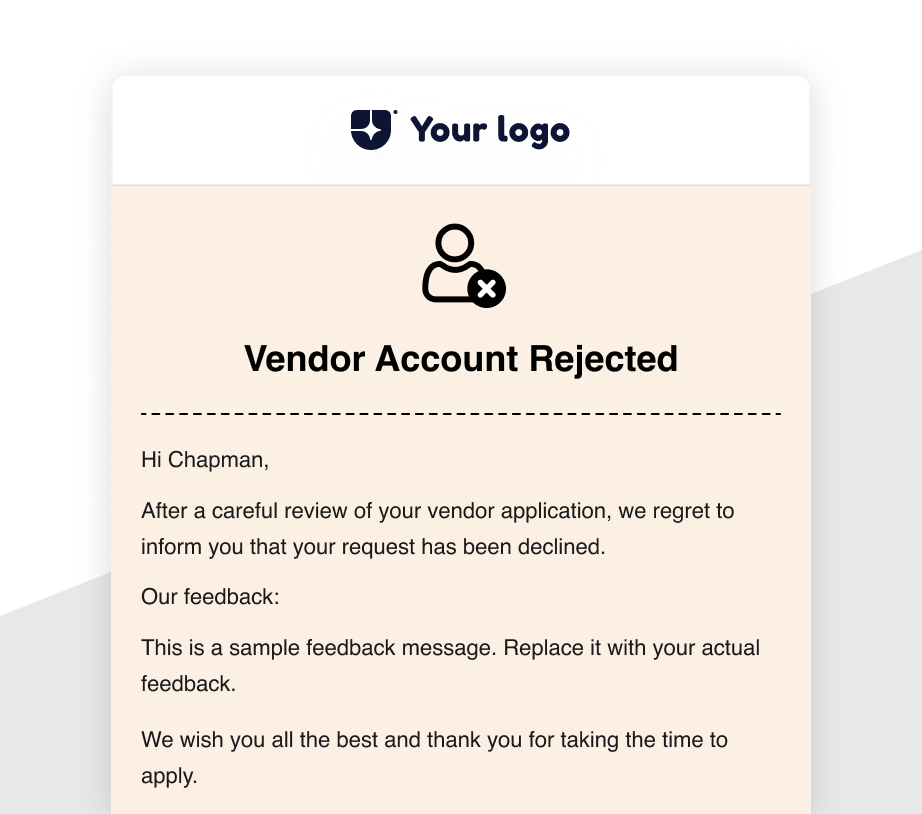 Your logo
Vendor Account Rejected
Hi Chapman,
After a careful review of your vendor application, we regret to
inform you that your request has been declined.
Our feedback:
This is a sample feedback message. Replace it with your actual
feedback.
We wish you all the best and thank you for taking the time to
apply.